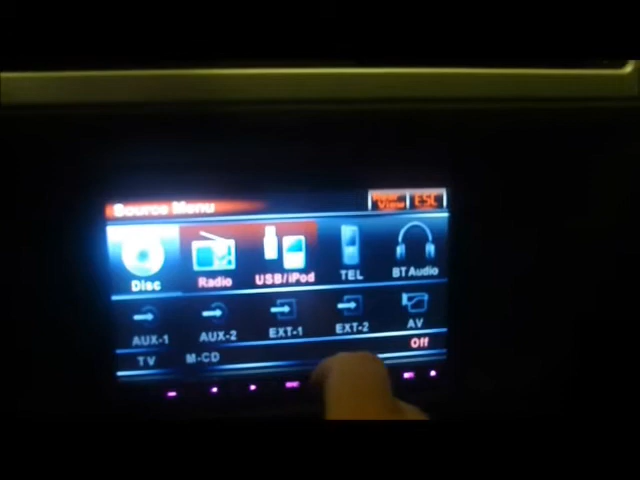 Source Menu
Rear View
ESC
Disc
Radio
USB/iPod
TEL
BT Audio
AUX-1
AUX-2
EXT-1
EXT-2
AV
TV
M-CD
Off